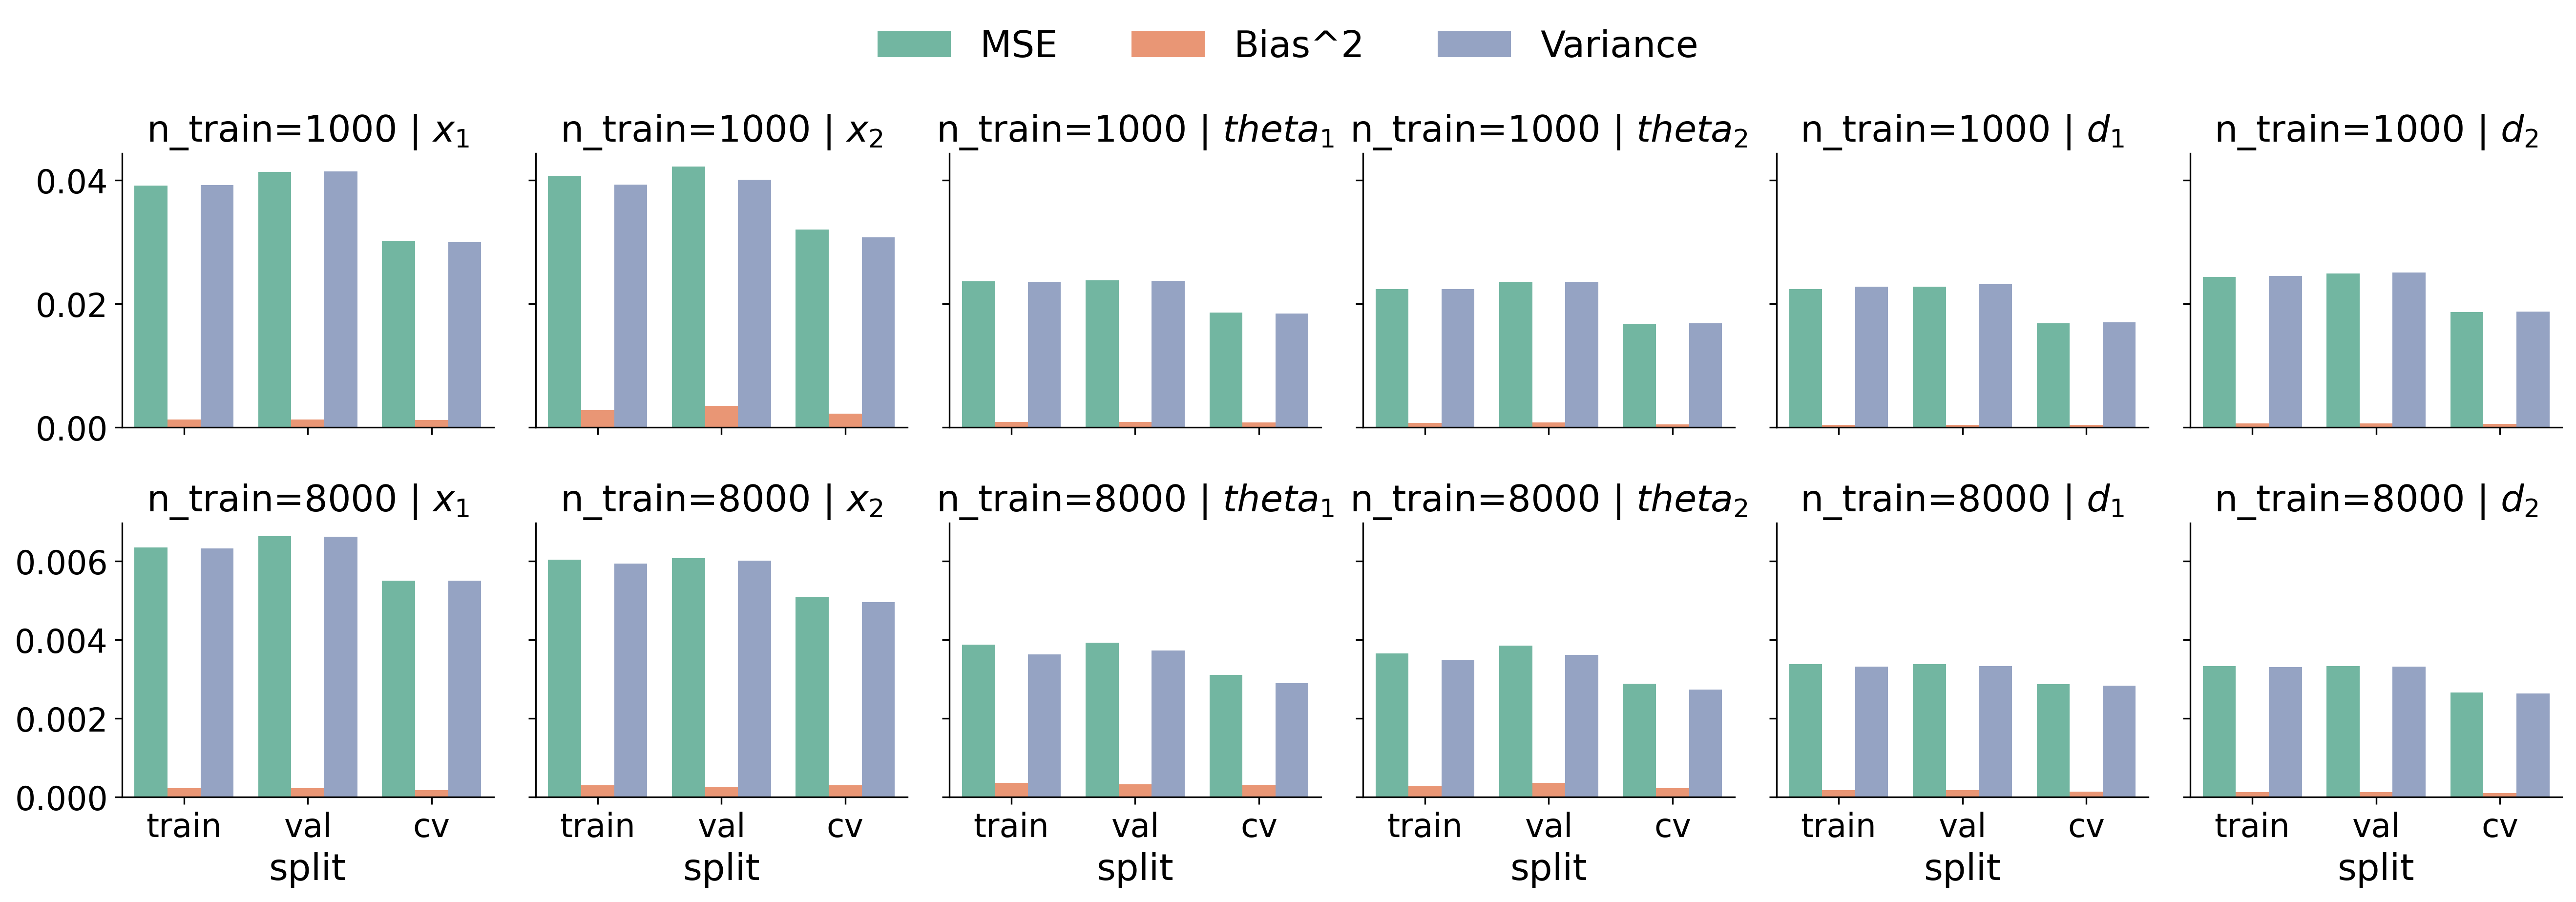 MSE Bias^2 Variance
n_train=1000 | x₁ n_train=1000 | x₂ n_train=1000 | theta₁ n_train=1000 | theta₂ n_train=1000 | d₁ n_train=1000 | d₂
0.04
0.02
0.00
n_train=8000 | x₁ n_train=8000 | x₂ n_train=8000 | theta₁ n_train=8000 | theta₂ n_train=8000 | d₁ n_train=8000 | d₂
0.006
0.004
0.002
0.000
train val cv train val cv train val cv train val cv train val cv train val cv
split split split split split split